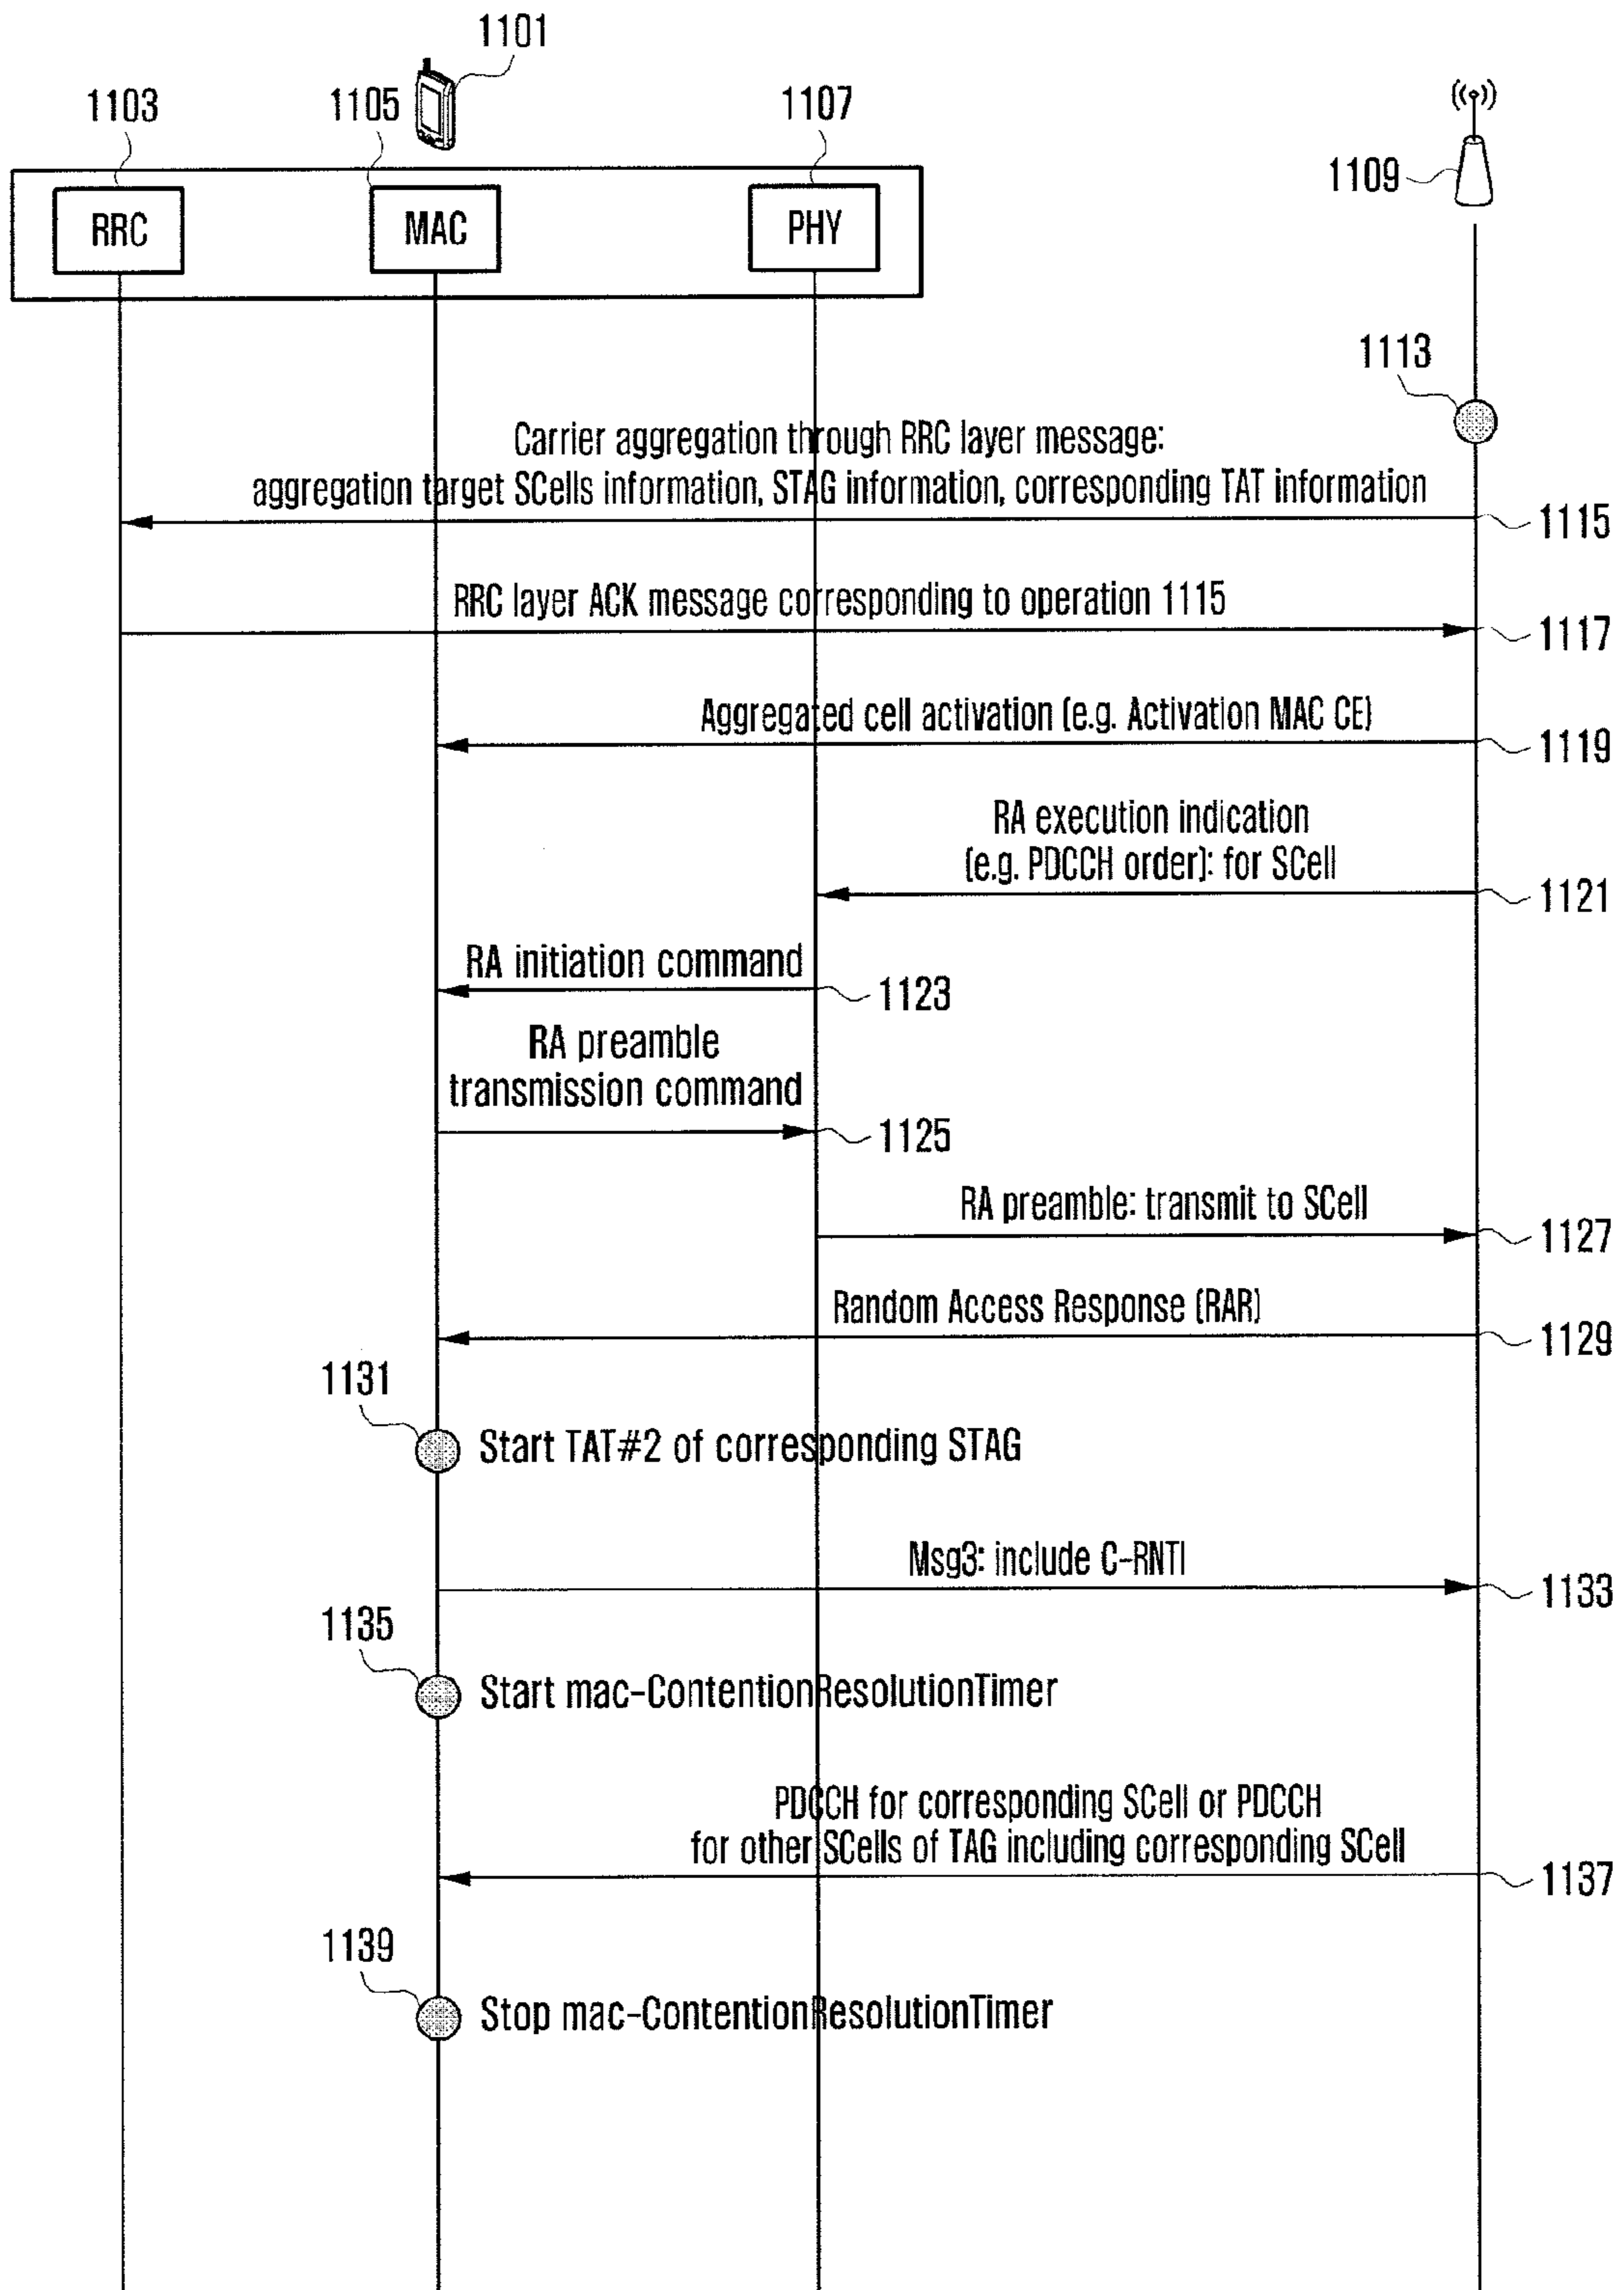 1101
1103
1105
1107
1109
RRC
MAC
PHY
1113
Carrier aggregation through RRC layer message:
aggregation target SCells information, STAG information, corresponding TAT information
1115
RRC layer ACK message corresponding to operation 1115
1117
Aggregated cell activation (e.g. Activation MAC CE)
1119
RA execution indication
(e.g. PDCCH order): for SCell
1121
RA initiation command
1123
RA preamble
transmission command
1125
RA preamble: transmit to SCell
1127
Random Access Response (RAR)
1129
1131
Start TAT#2 of corresponding STAG
Msg3: include C-RNTI
1133
1135
Start mac-ContentionResolutionTimer
PDCCH for corresponding SCell or PDCCH
for other SCells of TAG including corresponding SCell
1137
1139
Stop mac-ContentionResolutionTimer